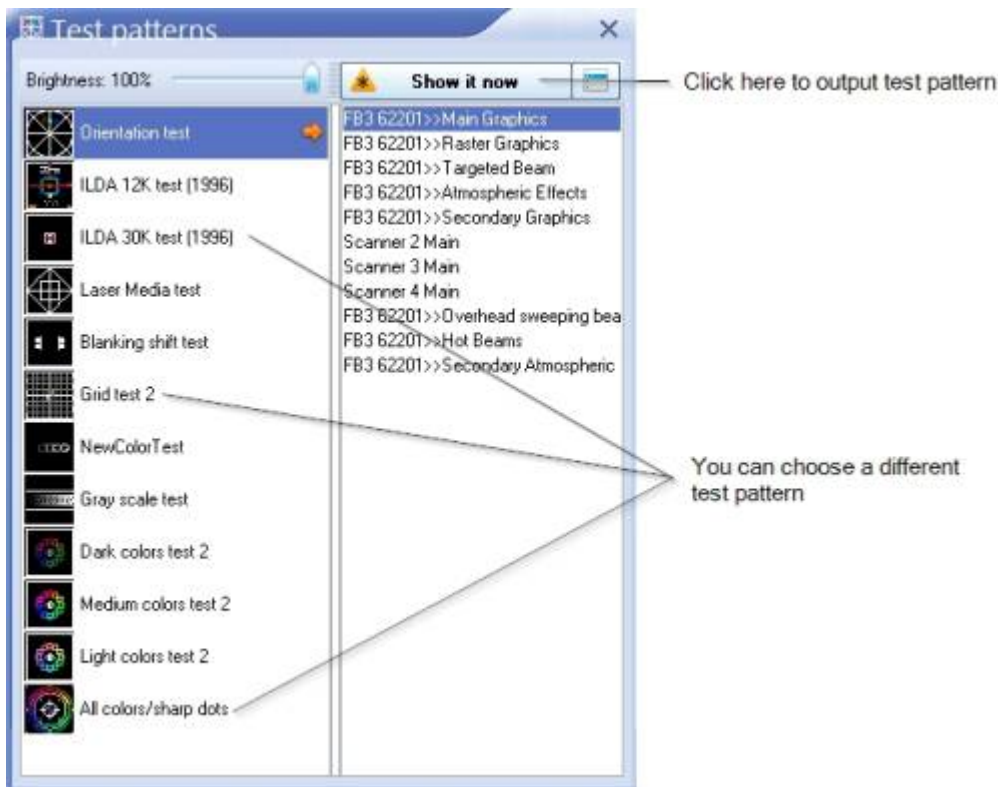 Test patterns
Brightness: 100%
Show it now
Click here to output test pattern
Orientation test
ILDA 12K test (1996)
ILDA 30K test (1996)
Laser Media test
Blanking shift test
Grid test 2
NewColorTest
Gray scale test
Dark colors test 2
Medium colors test 2
Light colors test 2
All colors/sharp dots
FB3 62201>>Main Graphics
FB3 62201>>Raster Graphics
FB3 62201>>Targeted Beam
FB3 62201>>Atmospheric Effects
FB3 62201>>Secondary Graphics
Scanner 2 Main
Scanner 3 Main
Scanner 4 Main
FB3 62201>>Overhead sweeping bea
FB3 62201>>Hot Beams
FB3 62201>>Secondary Atmospheric
You can choose a different
test pattern